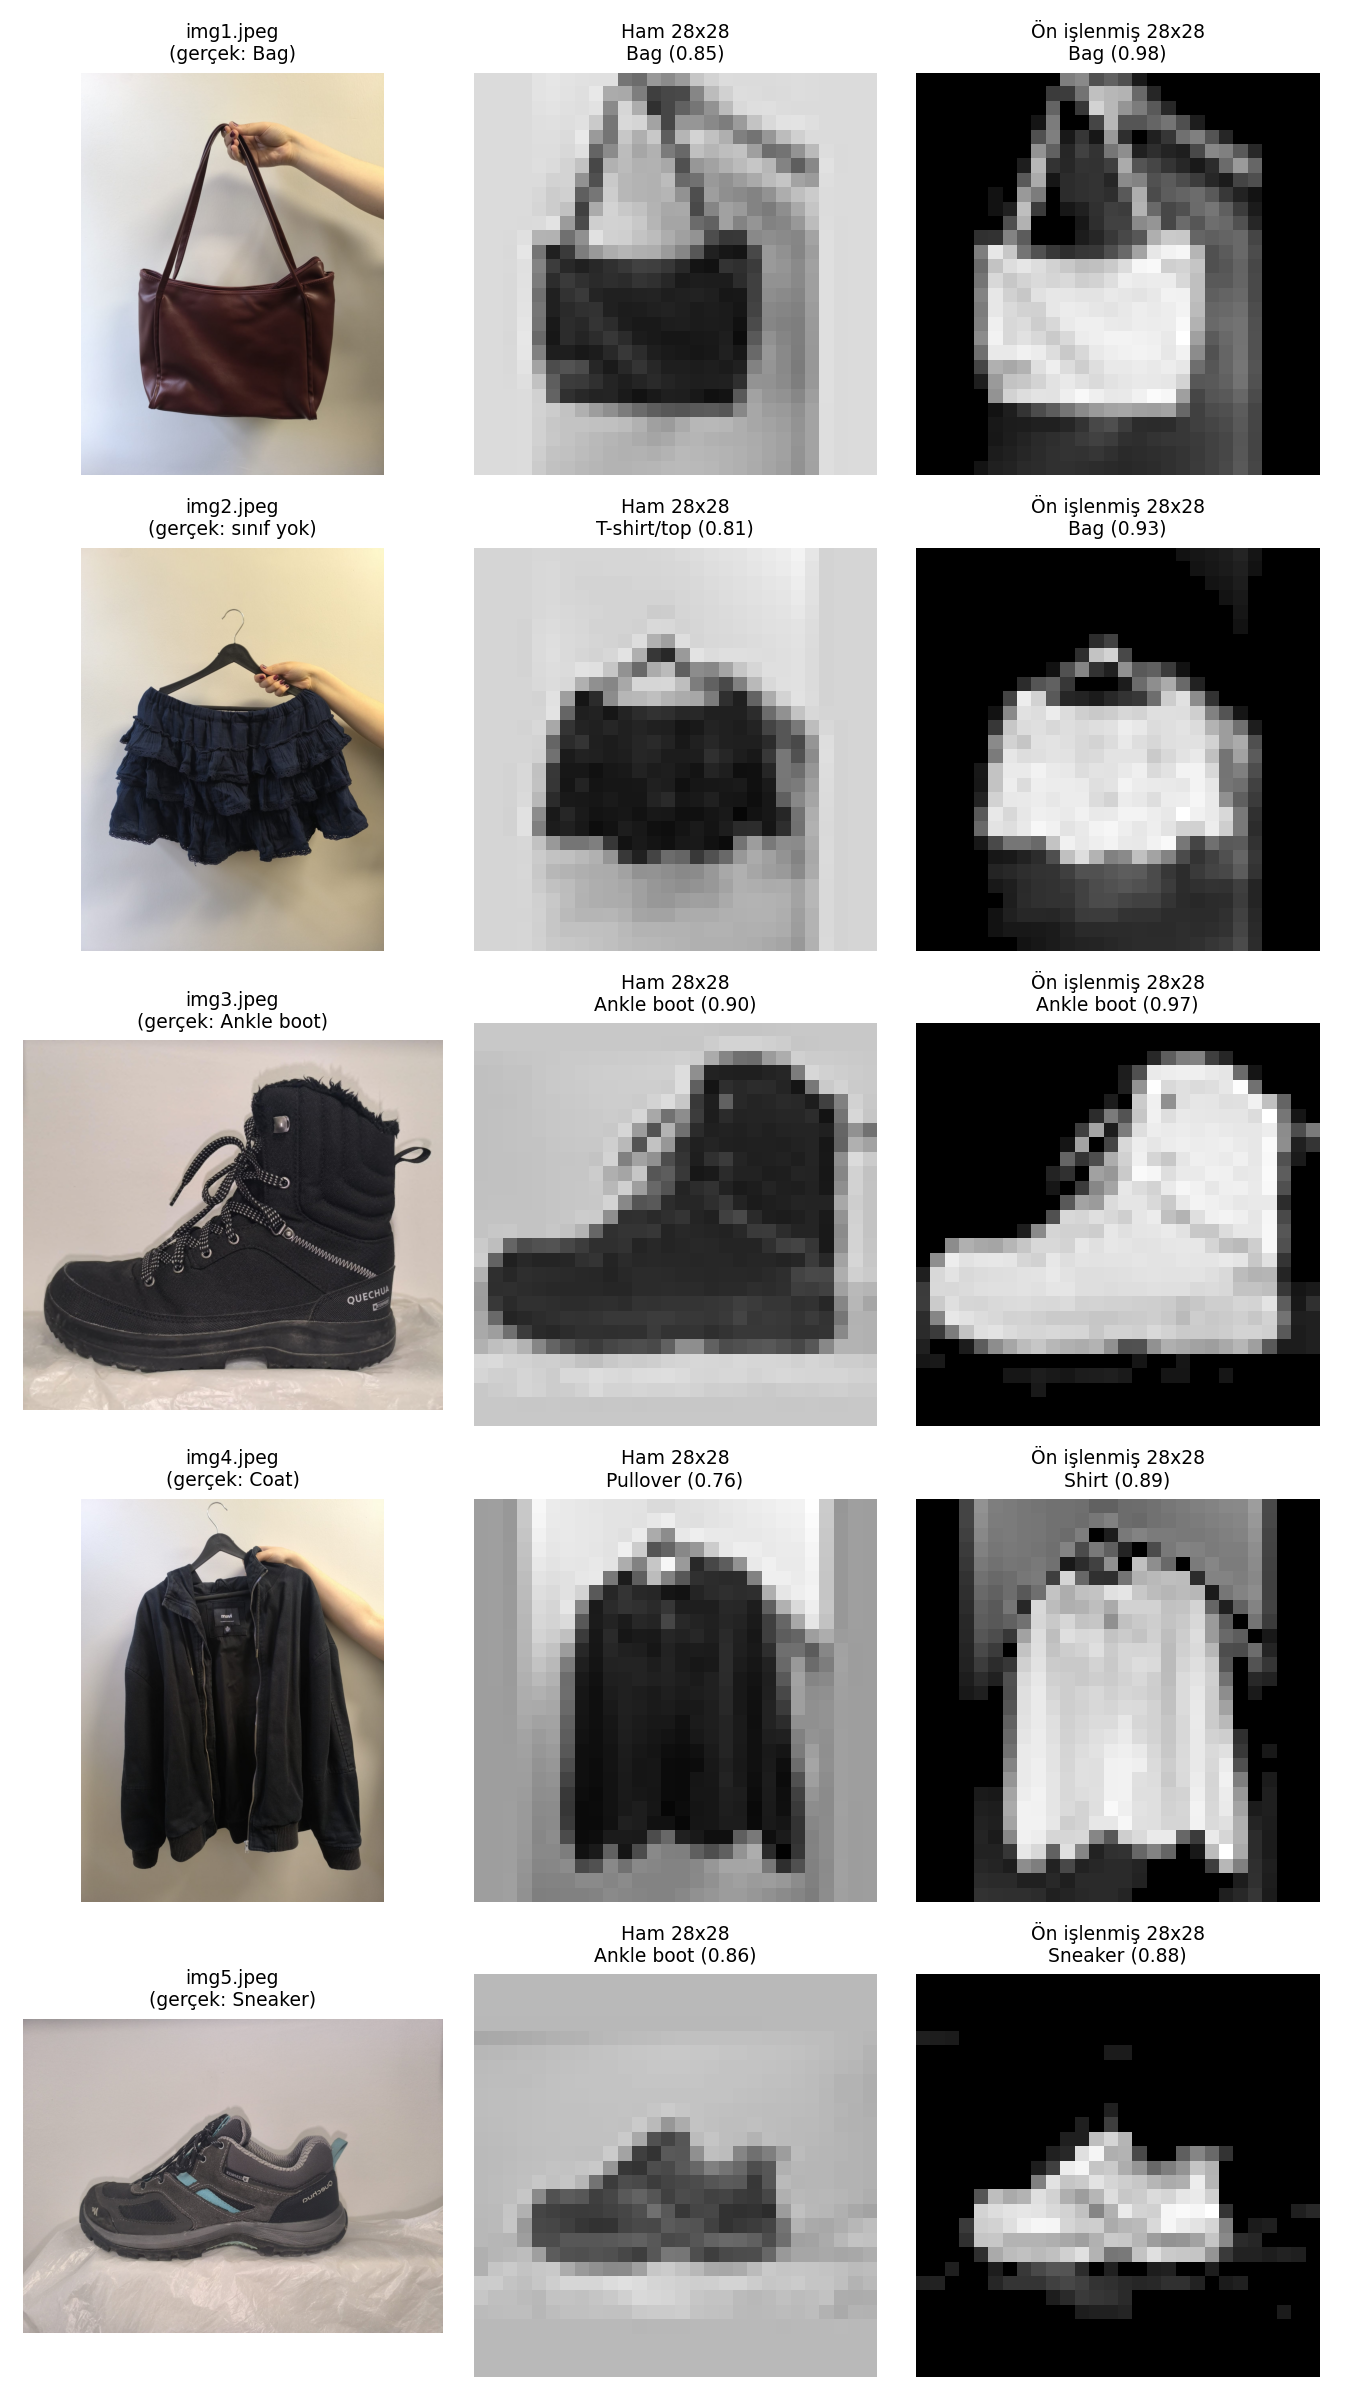 img1.jpeg
(gerçek: Bag)
Ham 28x28
Bag (0.85)
Ön işlenmiş 28x28
Bag (0.98)
img2.jpeg
(gerçek: sınıf yok)
Ham 28x28
T-shirt/top (0.81)
Ön işlenmiş 28x28
Bag (0.93)
img3.jpeg
(gerçek: Ankle boot)
Ham 28x28
Ankle boot (0.90)
Ön işlenmiş 28x28
Ankle boot (0.97)
QUECHUA
img4.jpeg
(gerçek: Coat)
Ham 28x28
Pullover (0.76)
Ön işlenmiş 28x28
Shirt (0.89)
img5.jpeg
(gerçek: Sneaker)
Ham 28x28
Ankle boot (0.86)
Ön işlenmiş 28x28
Sneaker (0.88)